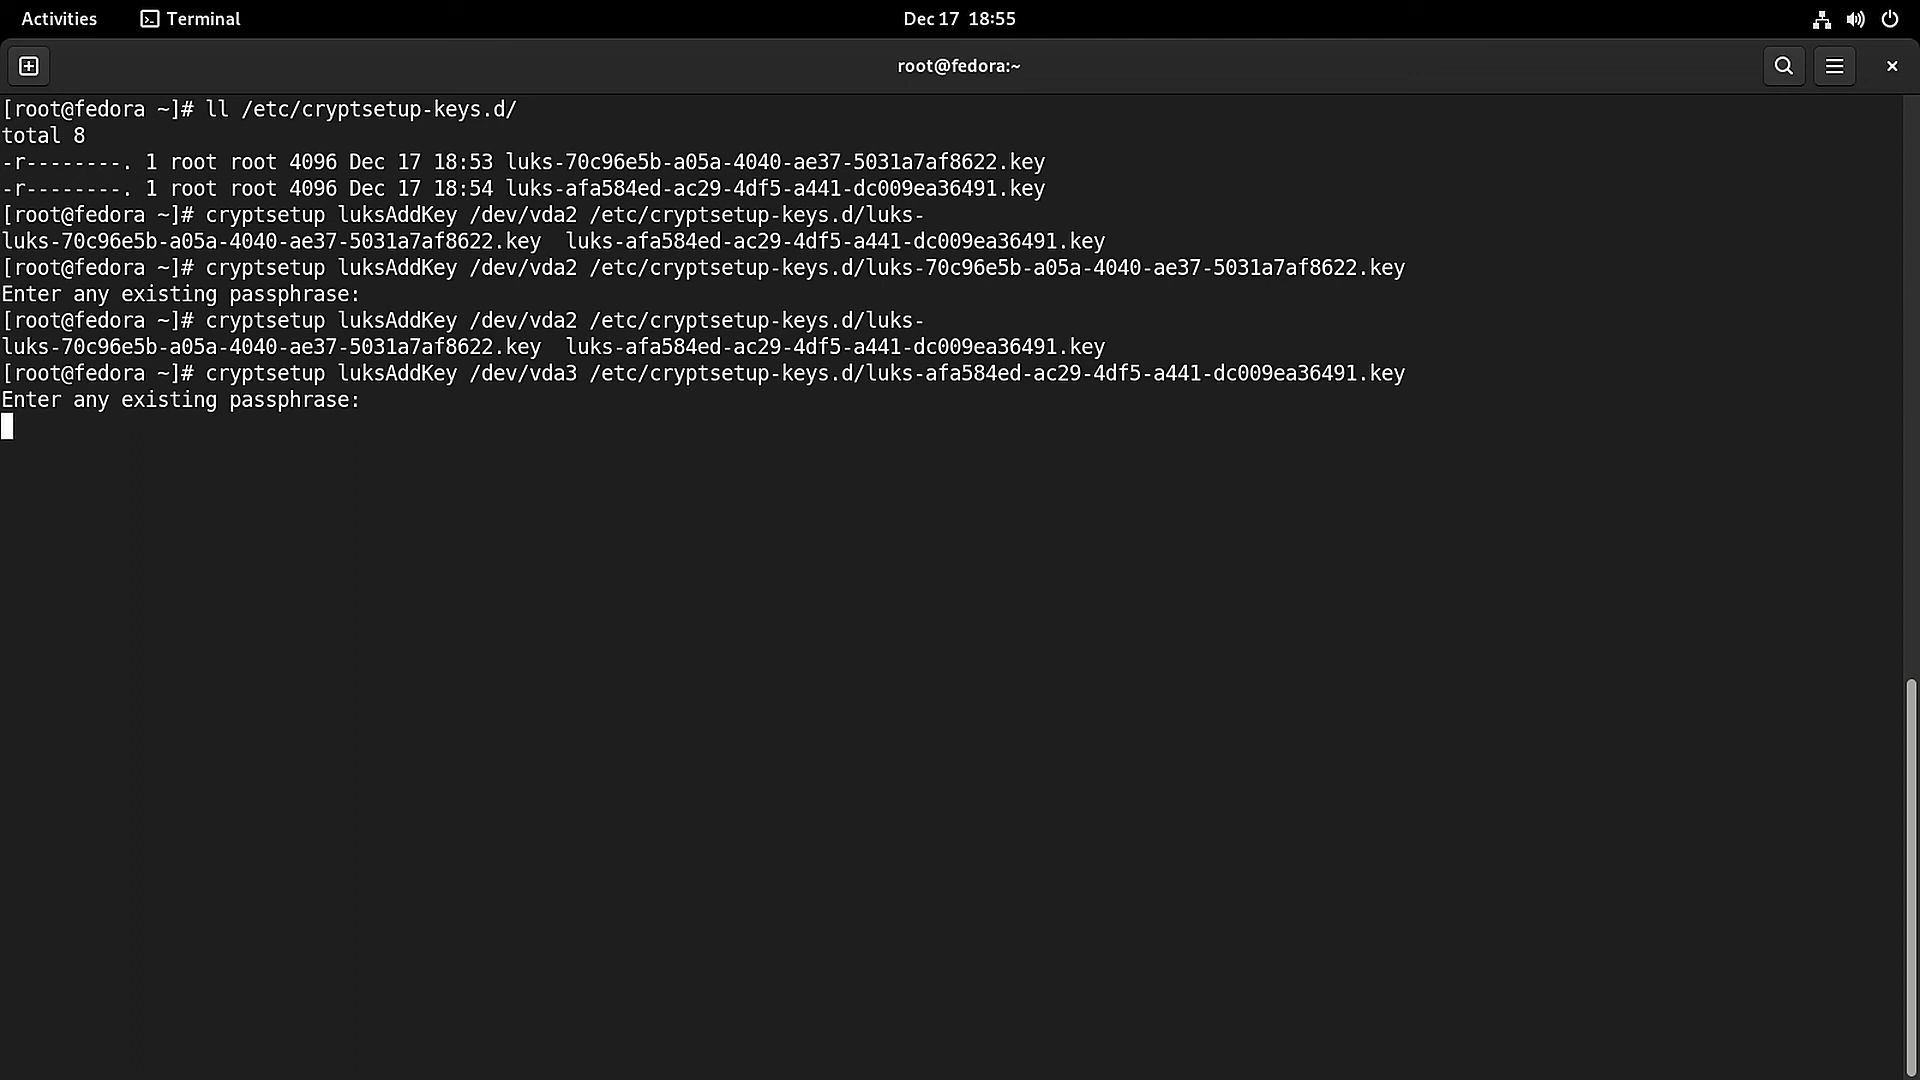 Activities Terminal Dec 17 18:55
root@fedora:~
[root@fedora ~]# ll /etc/cryptsetup-keys.d/
total 8
-r--------. 1 root root 4096 Dec 17 18:53 luks-70c96e5b-a05a-4040-ae37-5031a7af8622.key
-r--------. 1 root root 4096 Dec 17 18:54 luks-afa584ed-ac29-4df5-a441-dc009ea36491.key
[root@fedora ~]# cryptsetup luksAddKey /dev/vda2 /etc/cryptsetup-keys.d/luks-
luks-70c96e5b-a05a-4040-ae37-5031a7af8622.key  luks-afa584ed-ac29-4df5-a441-dc009ea36491.key
[root@fedora ~]# cryptsetup luksAddKey /dev/vda2 /etc/cryptsetup-keys.d/luks-70c96e5b-a05a-4040-ae37-5031a7af8622.key
Enter any existing passphrase:
[root@fedora ~]# cryptsetup luksAddKey /dev/vda2 /etc/cryptsetup-keys.d/luks-
luks-70c96e5b-a05a-4040-ae37-5031a7af8622.key  luks-afa584ed-ac29-4df5-a441-dc009ea36491.key
[root@fedora ~]# cryptsetup luksAddKey /dev/vda3 /etc/cryptsetup-keys.d/luks-afa584ed-ac29-4df5-a441-dc009ea36491.key
Enter any existing passphrase: